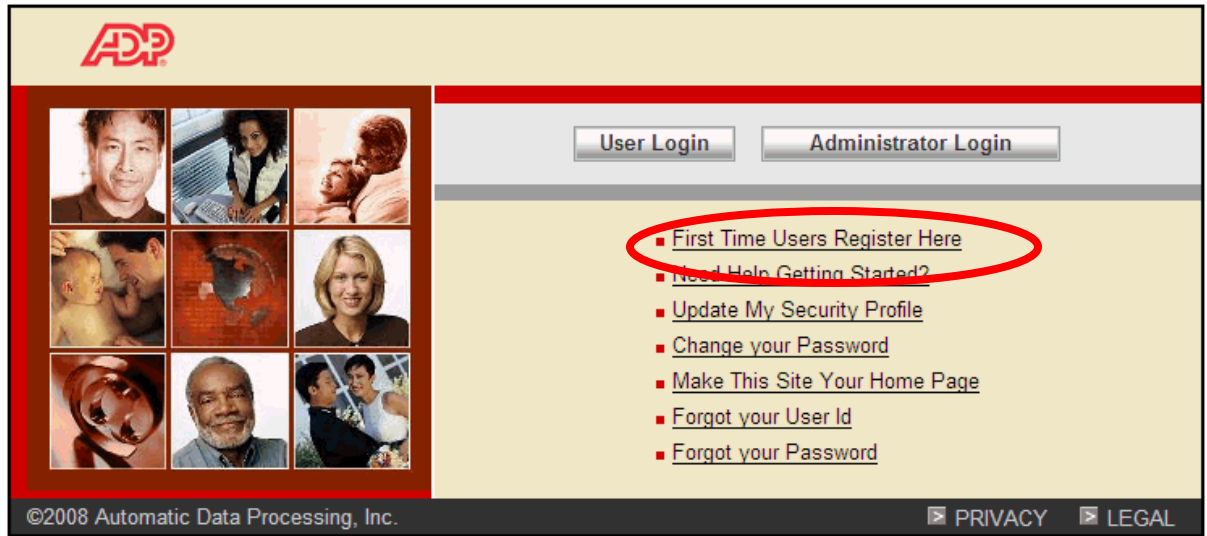 ADP
User Login Administrator Login
First Time Users Register Here
Need Help Getting Started?
Update My Security Profile
Change your Password
Make This Site Your Home Page
Forgot your User Id
Forgot your Password
©2008 Automatic Data Processing, Inc. PRIVACY LEGAL